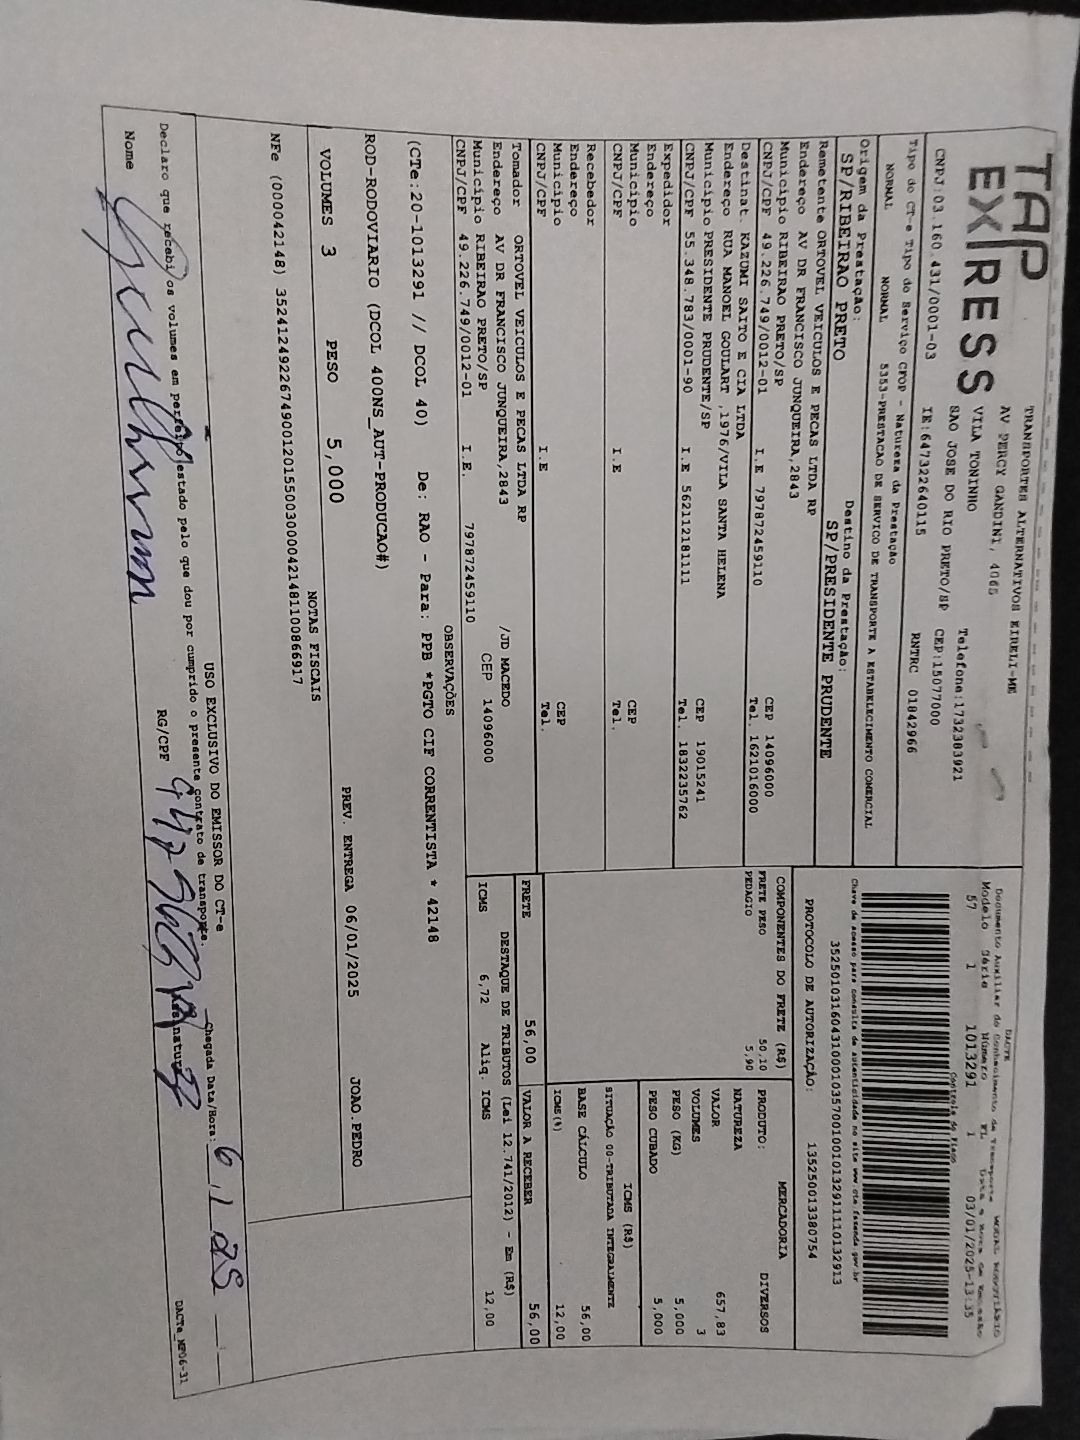 TAP
EXPRESS
TRANSPORTES ALTERNATIVOS EIRELI-ME
AV PERCY GANDINI, 4065
VILA TONINHO
SAO JOSE DO RIO PRETO/SP CEP:15077000
Telefone:1732383921
CNPJ:03.160.431/0001-03 IE:647322640115 RNTRC 01842966
Tipo do CT-e Tipo do Serviço CFOP - Natureza da Prestação
NORMAL NORMAL 5353-PRESTACAO DE SERVICO DE TRANSPORTE A ESTABELECIMENTO COMERCIAL
Origem da Prestação: Destino da Prestação:
SP/RIBEIRAO PRETO SP/PRESIDENTE PRUDENTE
Remetente ORTOVEL VEICULOS E PECAS LTDA RP
Endereço AV DR FRANCISCO JUNQUEIRA,2843
Município RIBEIRAO PRETO/SP CEP 14096000
CNPJ/CPF 49.226.749/0012-01 I.E 797872459110 Tel. 1621016000
Destinat. KAZUMI SAITO E CIA LTDA
Endereço RUA MANOEL GOULART ,1976/VILA SANTA HELENA
Município PRESIDENTE PRUDENTE/SP CEP 19015241
CNPJ/CPF 55.348.783/0001-90 I.E 562112181111 Tel. 1832235762
Expedidor
Endereço
Município CEP
CNPJ/CPF I.E Tel.
Recebedor
Endereço
Município CEP
CNPJ/CPF I.E Tel.
Tomador ORTOVEL VEICULOS E PECAS LTDA RP
Endereço AV DR FRANCISCO JUNQUEIRA,2843 /JD MACEDO
Município RIBEIRAO PRETO/SP CEP 14096000
CNPJ/CPF 49.226.749/0012-01 I.E. 797872459110
DACTE
Documento Auxiliar do Conhecimento de Transporte MODAL RODOVIÁRIO
Modelo Série Número FL Data e Hora de Emissão
57 1 1013291 1 03/01/2025-13:35
Controle do Fisco
Chave de acesso para consulta de autenticidade no site www.cte.fazenda.gov.br
35250103160431000103570010010132911110132913
PROTOCOLO DE AUTORIZAÇÃO: 135250013380754
COMPONENTES DO FRETE (R$)
FRETE PESO 50,10
PEDAGIO 5,90
MERCADORIA
PRODUTO: DIVERSOS
NATUREZA
VALOR 657,83
VOLUMES 3
PESO (KG) 5,000
PESO CUBADO 5,000
ICMS (R$)
SITUAÇÃO 00-TRIBUTADA INTEGRALMENTE
BASE CÁLCULO 56,00
ICMS(%) 12,00
FRETE 56,00 VALOR A RECEBER 56,00
DESTAQUE DE TRIBUTOS (Lei 12.741/2012) - Em (R$)
ICMS 6,72 Aliq. ICMS 12,00
OBSERVAÇÕES
(CTe:20-1013291 // DCOL 40) De: RAO - Para: PPB *PGTO CIF CORRENTISTA * 42148
ROD-RODOVIARIO (DCOL 40ONS_AUT-PRODUCAO#)
PREV. ENTREGA 06/01/2025 JOAO.PEDRO
VOLUMES 3 PESO 5,000
NOTAS FISCAIS
NFe (000042148) 35241249226749001201550030000421481100866917
USO EXCLUSIVO DO EMISSOR DO CT-e
Declaro que recebi os volumes em perfeito estado pelo que dou por cumprido o presente contrato de transporte.
Chegada Data/Hora: 6 1 25
Nome RG/CPF Assinatura
DACTe_MP06-31